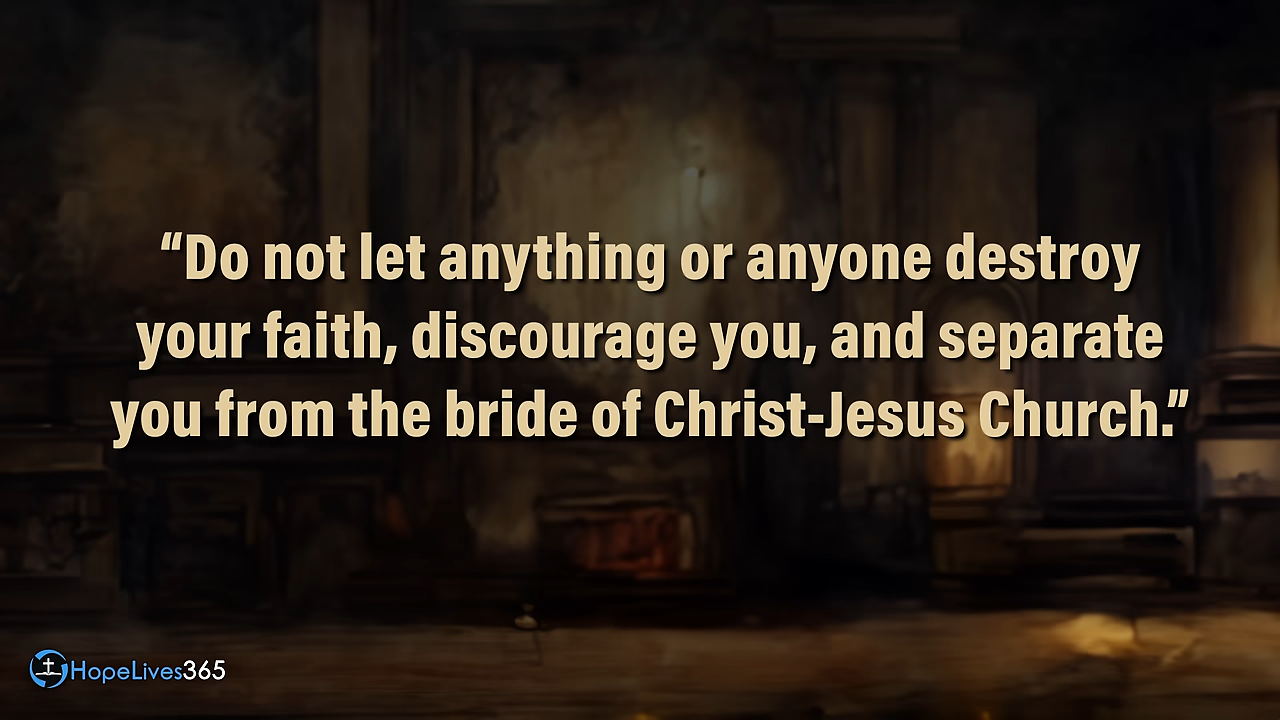 “Do not let anything or anyone destroy
your faith, discourage you, and separate
you from the bride of Christ-Jesus Church.”
HopeLives365